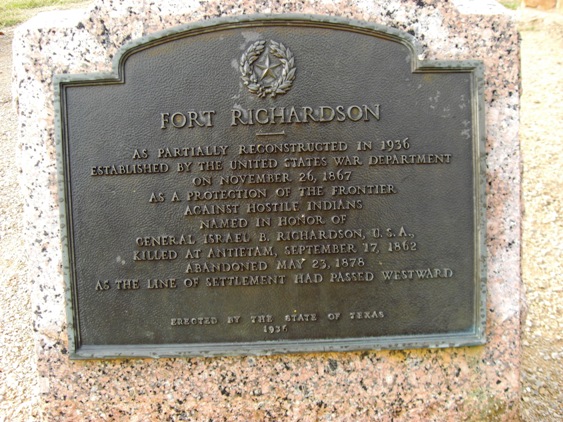 FORT RICHARDSON
AS PARTIALLY RECONSTRUCTED IN 1936
ESTABLISHED BY THE UNITED STATES WAR DEPARTMENT
ON NOVEMBER 26, 1867
AS A PROTECTION OF THE FRONTIER
AGAINST HOSTILE INDIANS
NAMED IN HONOR OF
GENERAL ISRAEL B. RICHARDSON, U.S.A.,
KILLED AT ANTIETAM, SEPTEMBER 17, 1862
ABANDONED MAY 23, 1878
AS THE LINE OF SETTLEMENT HAD PASSED WESTWARD
ERECTED BY THE STATE OF TEXAS
1936